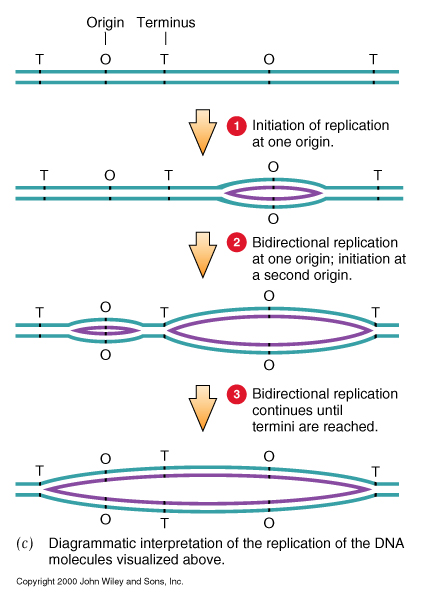 Origin Terminus
T O T O T
1 Initiation of replication
at one origin.
O
T O T T
O
2 Bidirectional replication
at one origin; initiation at
a second origin.
O
T O T T
O O
3 Bidirectional replication
continues until
termini are reached.
T O T O T
O T O
(c) Diagrammatic interpretation of the replication of the DNA
molecules visualized above.
Copyright 2000 John Wiley and Sons, Inc.